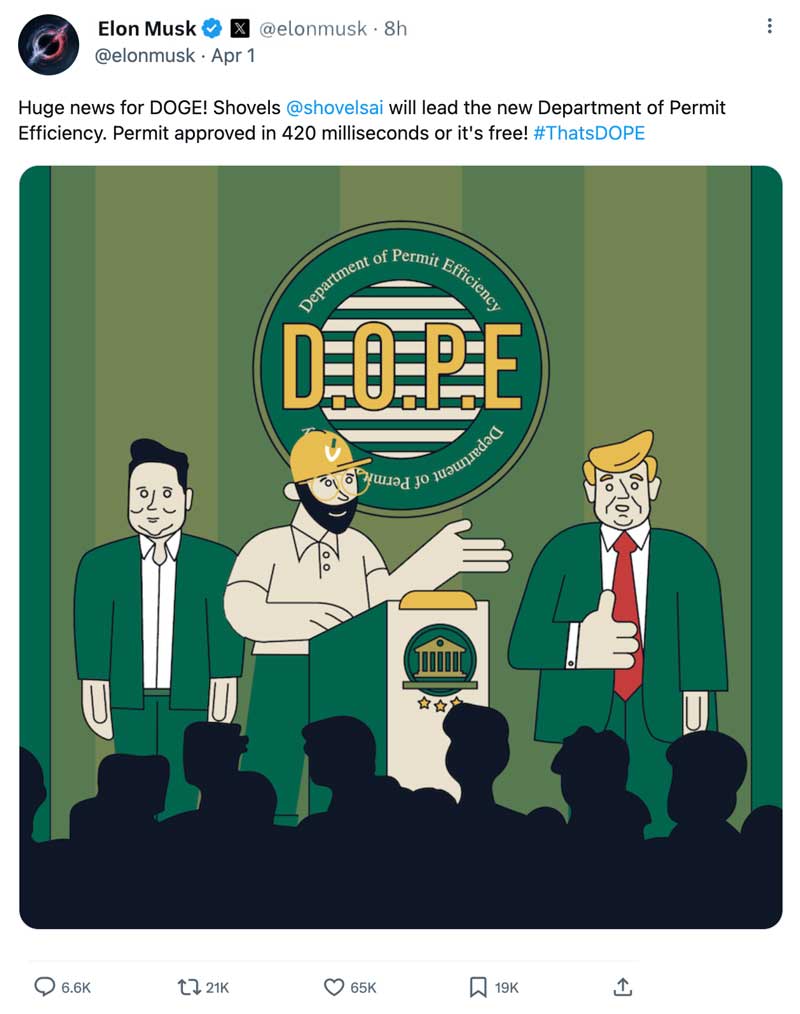 Elon Musk @elonmusk · 8h
@elonmusk · Apr 1
Huge news for DOGE! Shovels @shovelsai will lead the new Department of Permit
Efficiency. Permit approved in 420 milliseconds or it's free! #ThatsDOPE
Department of Permit Efficiency
D.O.P.E
Department of Permit
6.6K 21K 65K 19K